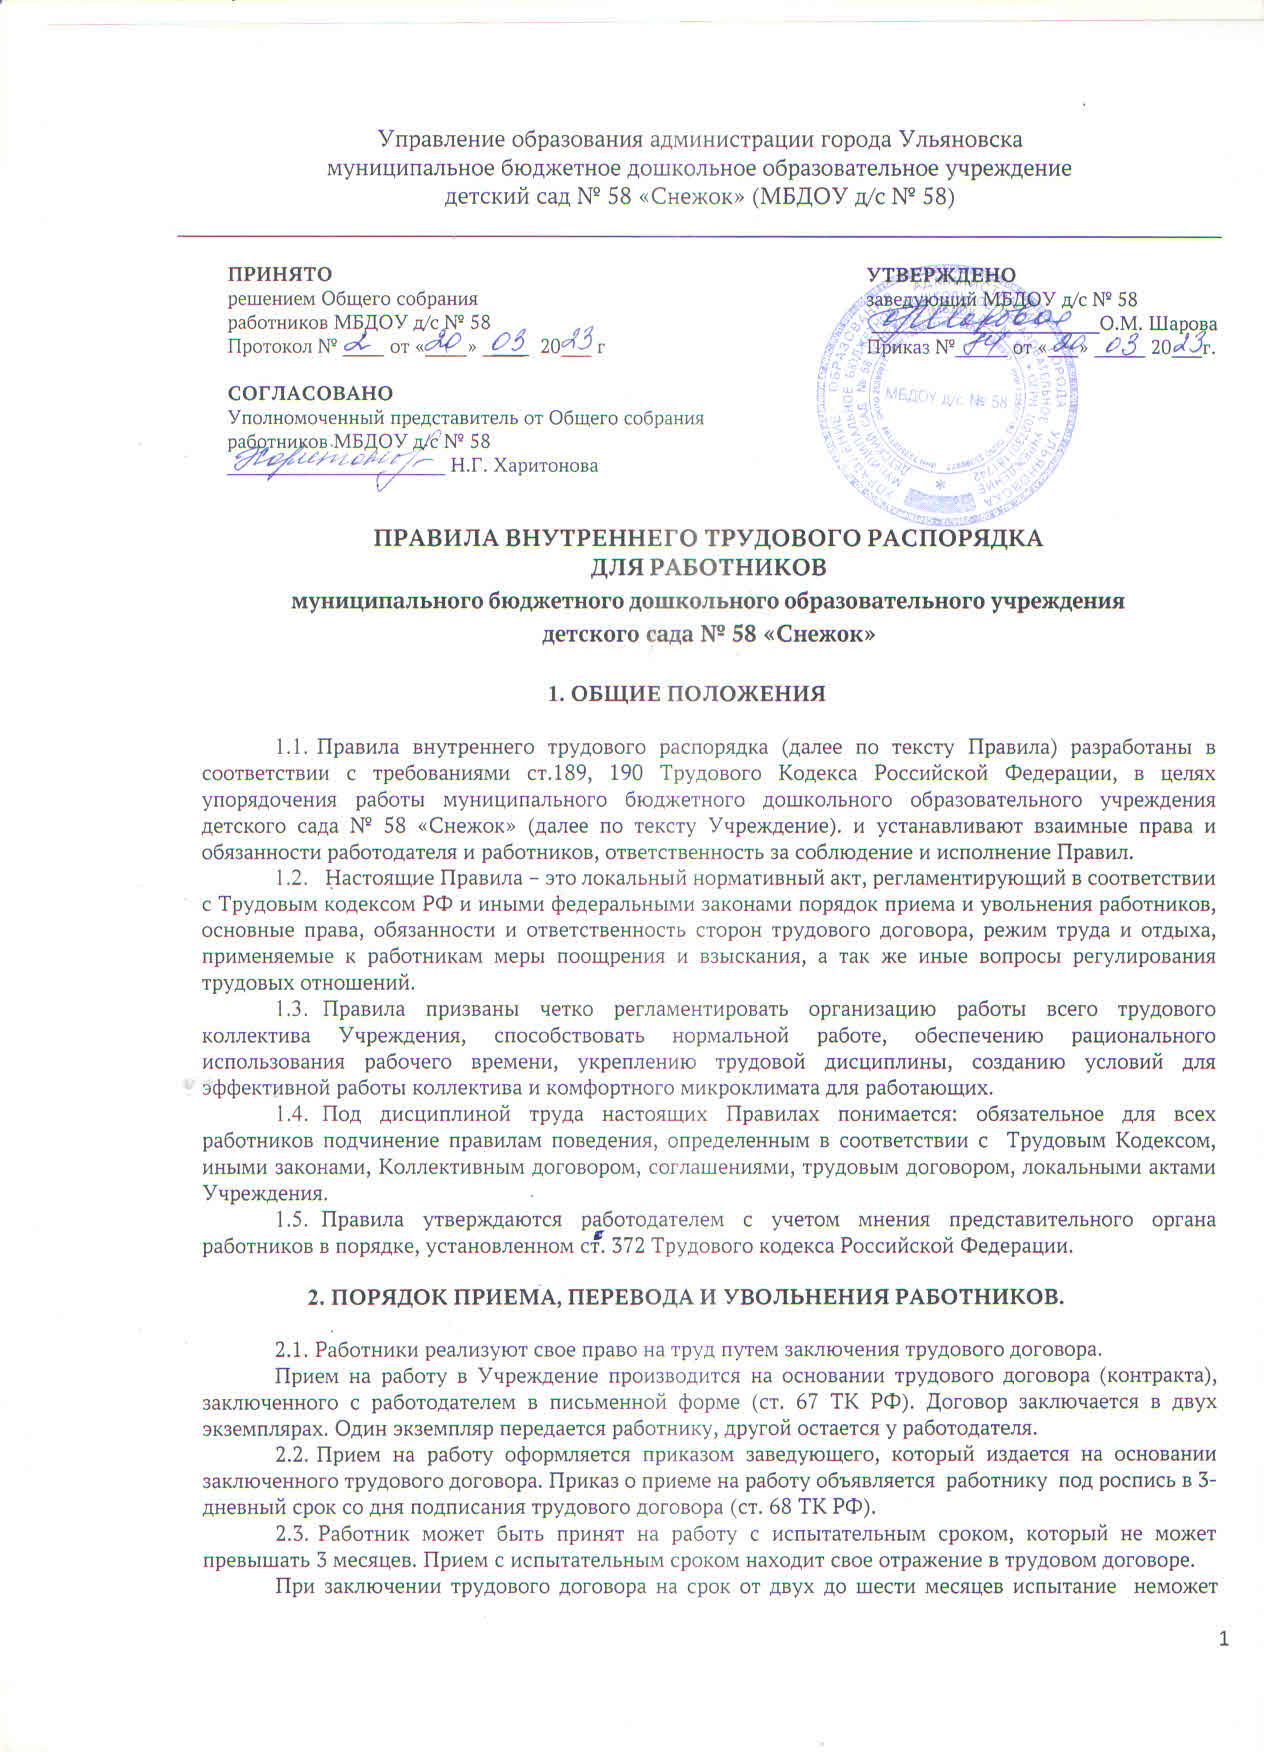 Управление образования администрации города Ульяновска
муниципальное бюджетное дошкольное образовательное учреждение
детский сад № 58 «Снежок» (МБДОУ д/с № 58)
ПРИНЯТО
решением Общего собрания
работников МБДОУ д/с № 58
Протокол № 2 от «20» 03 2023 г
СОГЛАСОВАНО
Уполномоченный представитель от Общего собрания
работников МБДОУ д/с № 58
Н.Г. Харитонова
УТВЕРЖДЕНО
заведующий МБДОУ д/с № 58
О.М. Шарова
Приказ № от «20» 03 2023г.
МБДОУ д/с № 58
ПРАВИЛА ВНУТРЕННЕГО ТРУДОВОГО РАСПОРЯДКА
ДЛЯ РАБОТНИКОВ
муниципального бюджетного дошкольного образовательного учреждения
детского сада № 58 «Снежок»
1. ОБЩИЕ ПОЛОЖЕНИЯ
1.1. Правила внутреннего трудового распорядка (далее по тексту Правила) разработаны в
соответствии с требованиями ст.189, 190 Трудового Кодекса Российской Федерации, в целях
упорядочения работы муниципального бюджетного дошкольного образовательного учреждения
детского сада № 58 «Снежок» (далее по тексту Учреждение). и устанавливают взаимные права и
обязанности работодателя и работников, ответственность за соблюдение и исполнение Правил.
1.2. Настоящие Правила – это локальный нормативный акт, регламентирующий в соответствии
с Трудовым кодексом РФ и иными федеральными законами порядок приема и увольнения работников,
основные права, обязанности и ответственность сторон трудового договора, режим труда и отдыха,
применяемые к работникам меры поощрения и взыскания, а так же иные вопросы регулирования
трудовых отношений.
1.3. Правила призваны четко регламентировать организацию работы всего трудового
коллектива Учреждения, способствовать нормальной работе, обеспечению рационального
использования рабочего времени, укреплению трудовой дисциплины, созданию условий для
эффективной работы коллектива и комфортного микроклимата для работающих.
1.4. Под дисциплиной труда настоящих Правилах понимается: обязательное для всех
работников подчинение правилам поведения, определенным в соответствии с Трудовым Кодексом,
иными законами, Коллективным договором, соглашениями, трудовым договором, локальными актами
Учреждения.
1.5. Правила утверждаются работодателем с учетом мнения представительного органа
работников в порядке, установленном ст. 372 Трудового кодекса Российской Федерации.
2. ПОРЯДОК ПРИЕМА, ПЕРЕВОДА И УВОЛЬНЕНИЯ РАБОТНИКОВ.
2.1. Работники реализуют свое право на труд путем заключения трудового договора.
Прием на работу в Учреждение производится на основании трудового договора (контракта),
заключенного с работодателем в письменной форме (ст. 67 ТК РФ). Договор заключается в двух
экземплярах. Один экземпляр передается работнику, другой остается у работодателя.
2.2. Прием на работу оформляется приказом заведующего, который издается на основании
заключенного трудового договора. Приказ о приеме на работу объявляется работнику под роспись в 3-
дневный срок со дня подписания трудового договора (ст. 68 ТК РФ).
2.3. Работник может быть принят на работу с испытательным сроком, который не может
превышать 3 месяцев. Прием с испытательным сроком находит свое отражение в трудовом договоре.
При заключении трудового договора на срок от двух до шести месяцев испытание неможет
1